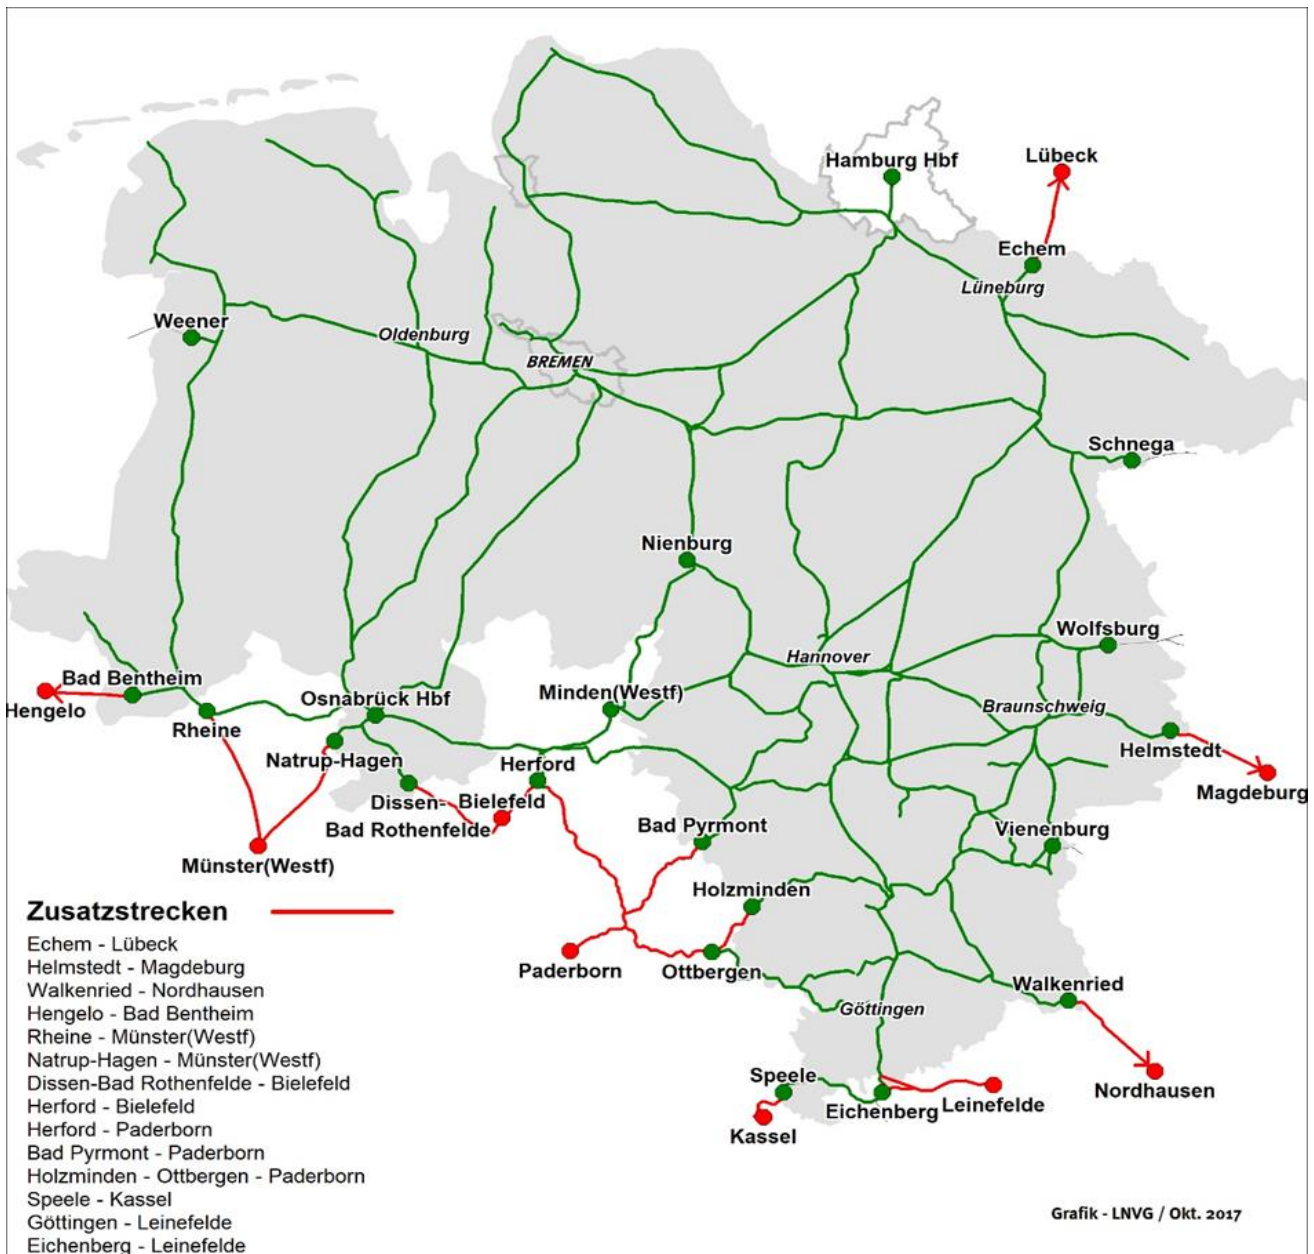 Hamburg Hbf
Lübeck
Echem
Lüneburg
Weener
Oldenburg
BREMEN
Schnega
Nienburg
Wolfsburg
Hannover
Bad Bentheim
Hengelo
Rheine
Osnabrück Hbf
Minden(Westf)
Braunschweig
Natrup-Hagen
Herford
Helmstedt
Magdeburg
Dissen-
Bad Rothenfelde
Bielefeld
Bad Pyrmont
Vienenburg
Münster(Westf)
Holzminden
Paderborn
Ottbergen
Walkenried
Göttingen
Speele
Eichenberg
Leinefelde
Nordhausen
Kassel
Zusatzstrecken
Echem - Lübeck
Helmstedt - Magdeburg
Walkenried - Nordhausen
Hengelo - Bad Bentheim
Rheine - Münster(Westf)
Natrup-Hagen - Münster(Westf)
Dissen-Bad Rothenfelde - Bielefeld
Herford - Bielefeld
Herford - Paderborn
Bad Pyrmont - Paderborn
Holzminden - Ottbergen - Paderborn
Speele - Kassel
Göttingen - Leinefelde
Eichenberg - Leinefelde
Grafik - LNVG / Okt. 2017